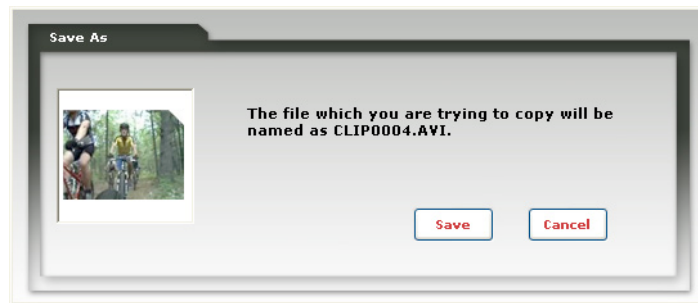 Save As
The file which you are trying to copy will be
named as CLIP0004.AVI.
Save
Cancel